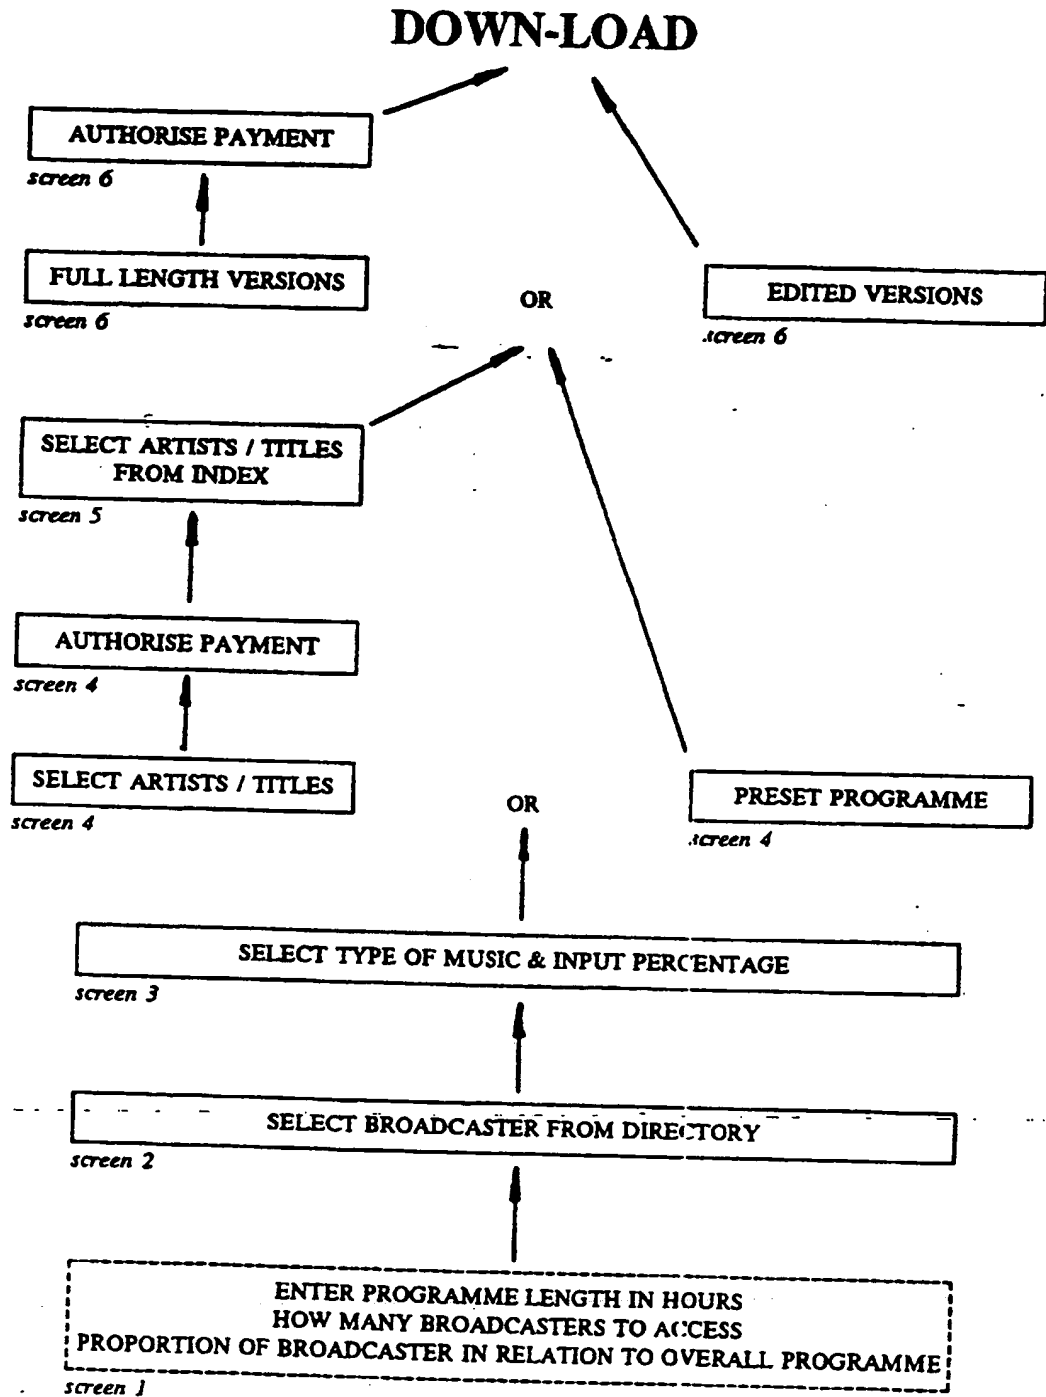 DOWN-LOAD
AUTHORISE PAYMENT
screen 6
FULL LENGTH VERSIONS
screen 6
OR
EDITED VERSIONS
screen 6
SELECT ARTISTS / TITLES
FROM INDEX
screen 5
AUTHORISE PAYMENT
screen 4
SELECT ARTISTS / TITLES
screen 4
OR
PRESET PROGRAMME
screen 4
SELECT TYPE OF MUSIC & INPUT PERCENTAGE
screen 3
SELECT BROADCASTER FROM DIRECTORY
screen 2
ENTER PROGRAMME LENGTH IN HOURS
HOW MANY BROADCASTERS TO ACCESS
PROPORTION OF BROADCASTER IN RELATION TO OVERALL PROGRAMME
screen 1